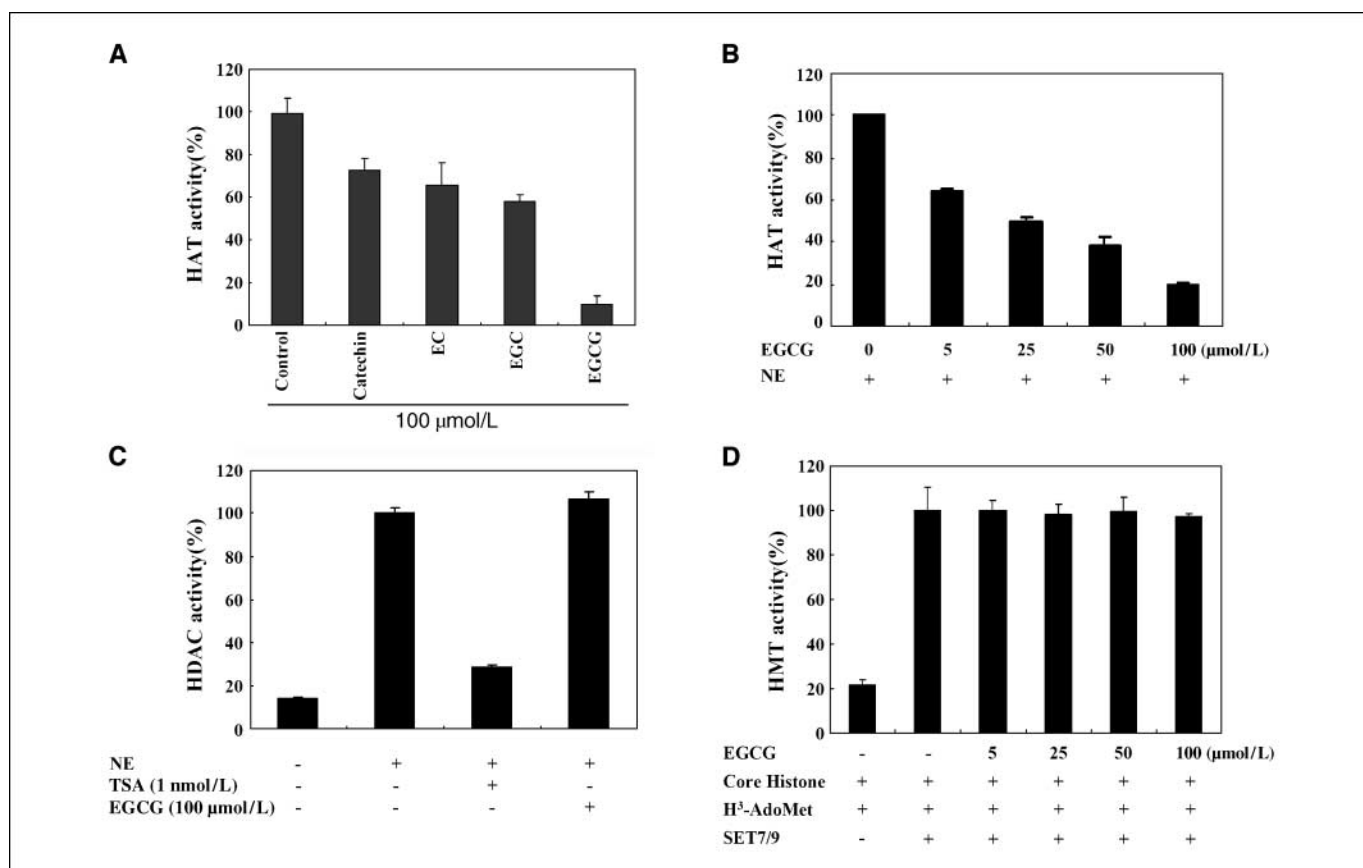 A
120
100
80
60
40
20
0
HAT activity(%)
Control
Catechin
EC
EGC
EGCG
100 μmol/L
B
120
100
80
60
40
20
0
HAT activity(%)
EGCG 0 5 25 50 100 (μmol/L)
NE + + + + +
C
120
100
80
60
40
20
0
HDAC activity(%)
NE - + + +
TSA (1 nmol/L) - - + -
EGCG (100 μmol/L) - - - +
D
120
100
80
60
40
20
0
HMT activity(%)
EGCG - - 5 25 50 100 (μmol/L)
Core Histone + + + + + +
H³-AdoMet + + + + + +
SET7/9 - + + + + +